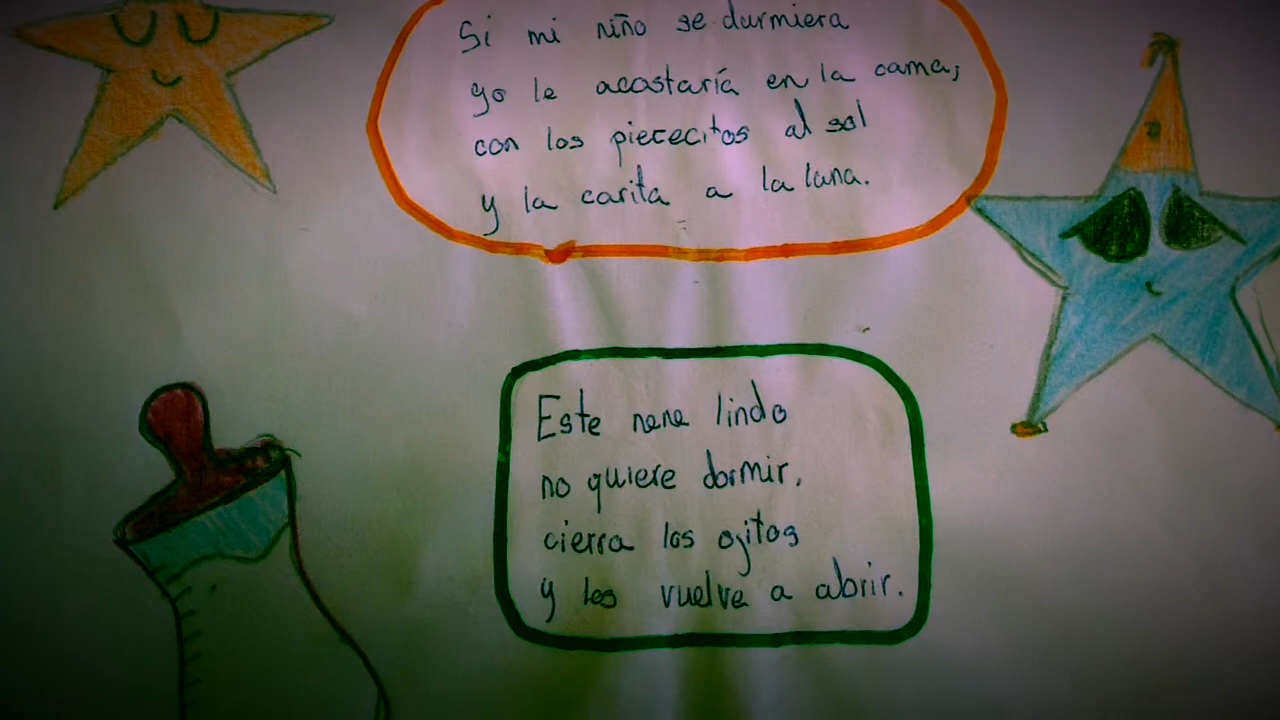 Si mi niño se durmiera
yo le acostaría en la cama,
con los piececitos al sol
y la carita a la luna.
Este nene lindo
no quiere dormir,
cierra los ojitos
y los vuelve a abrir.